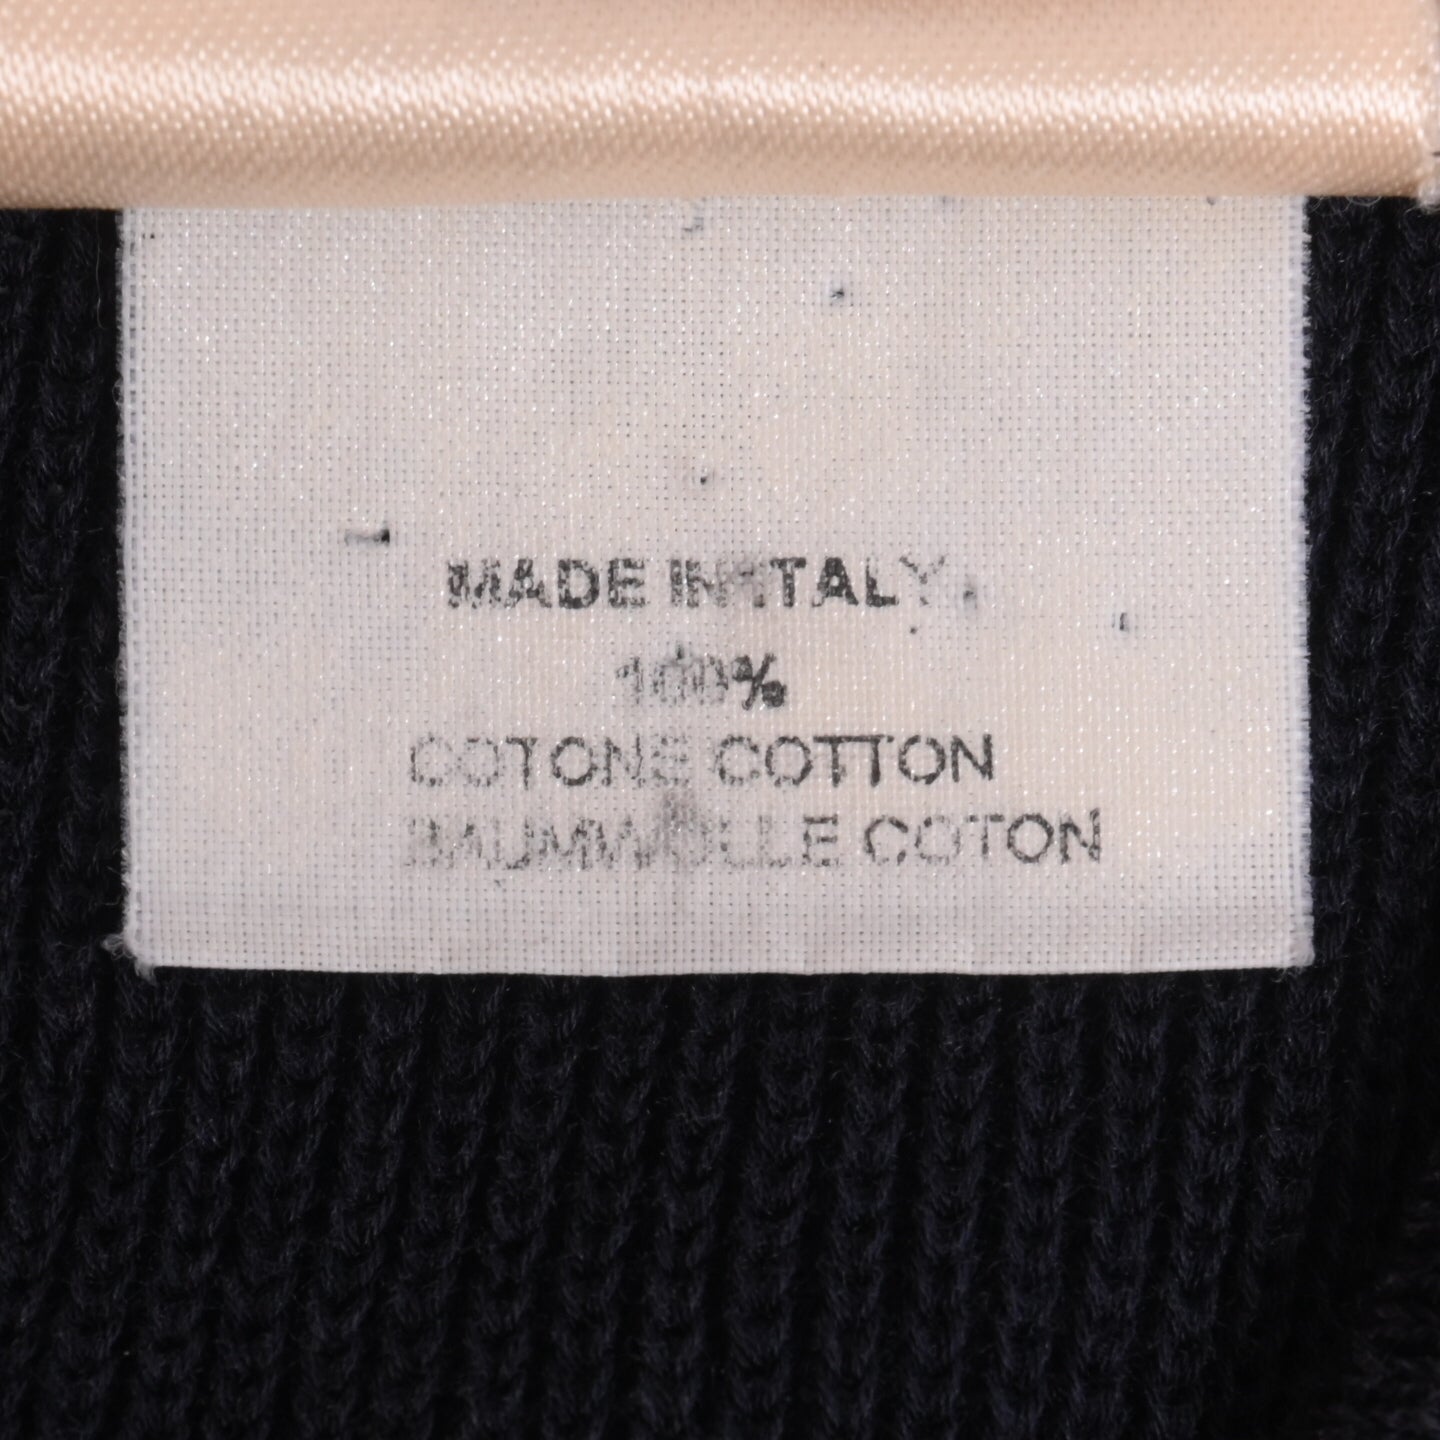 MADE IN ITALY
100%
COTONE COTTON
BAUMWOLLE COTON